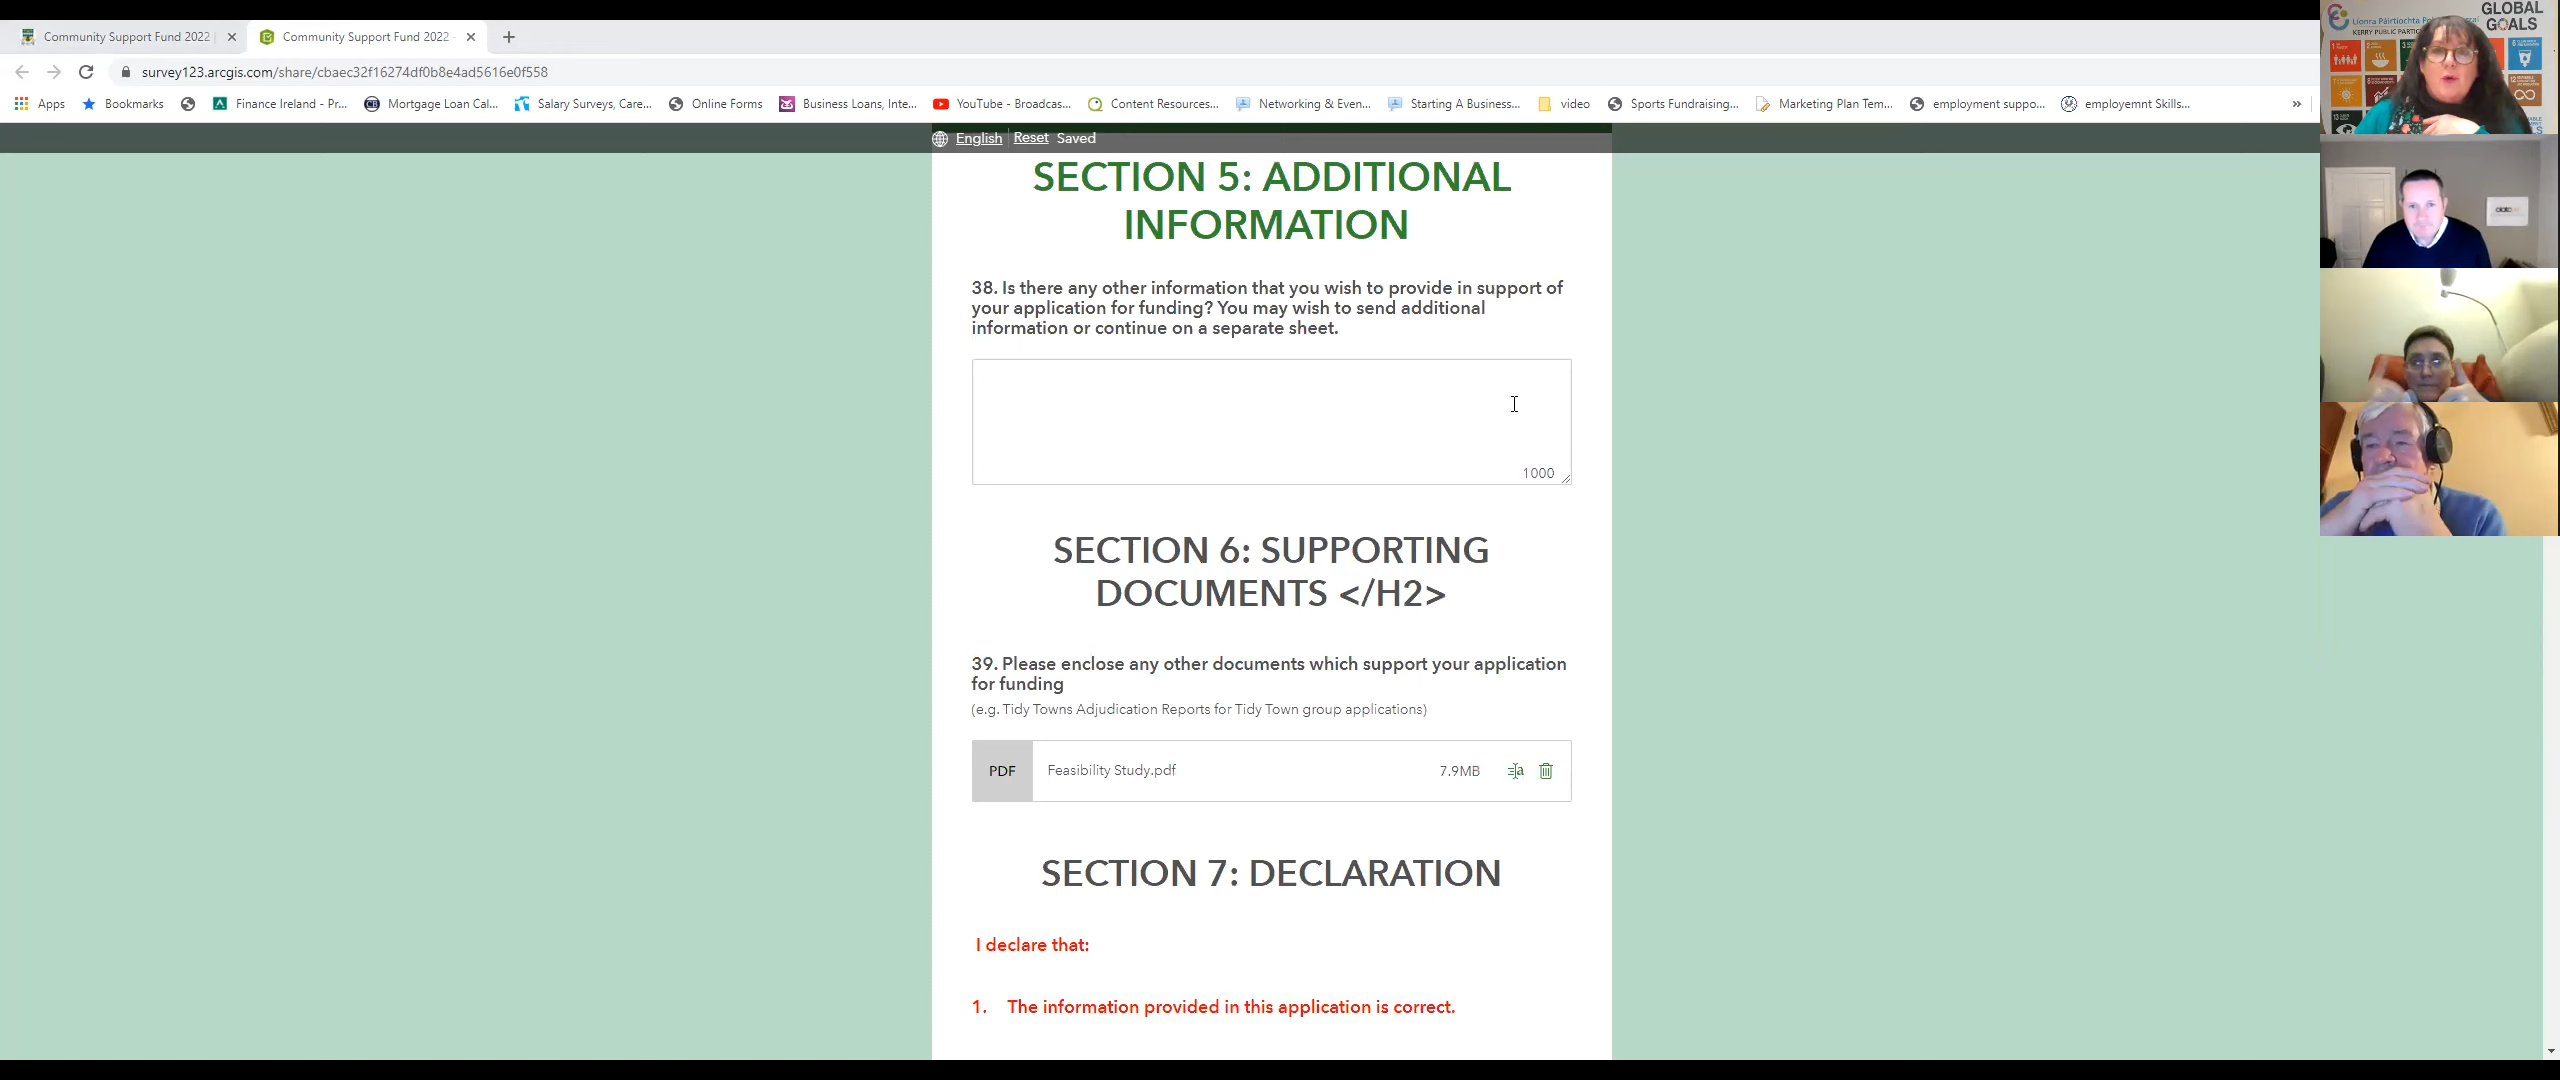 Community Support Fund 2022
Community Support Fund 2022 -
survey123.arcgis.com/share/cbaec32f16274df0b8e4ad5616e0f558
Apps Bookmarks Finance Ireland - Pr... Mortgage Loan Cal... Salary Surveys, Care... Online Forms Business Loans, Inte... YouTube - Broadcas... Content Resources... Networking & Even... Starting A Business... video Sports Fundraising... Marketing Plan Tem... employment suppo... employemnt Skills... »
English Reset Saved
SECTION 5: ADDITIONAL
INFORMATION
38. Is there any other information that you wish to provide in support of
your application for funding? You may wish to send additional
information or continue on a separate sheet.
1000
SECTION 6: SUPPORTING
DOCUMENTS </H2>
39. Please enclose any other documents which support your application
for funding
(e.g. Tidy Towns Adjudication Reports for Tidy Town group applications)
PDF Feasibility Study.pdf 7.9MB
SECTION 7: DECLARATION
I declare that:
1. The information provided in this application is correct.
GLOBAL
GOALS
Líonra Páirtíochta
KERRY PUBLIC